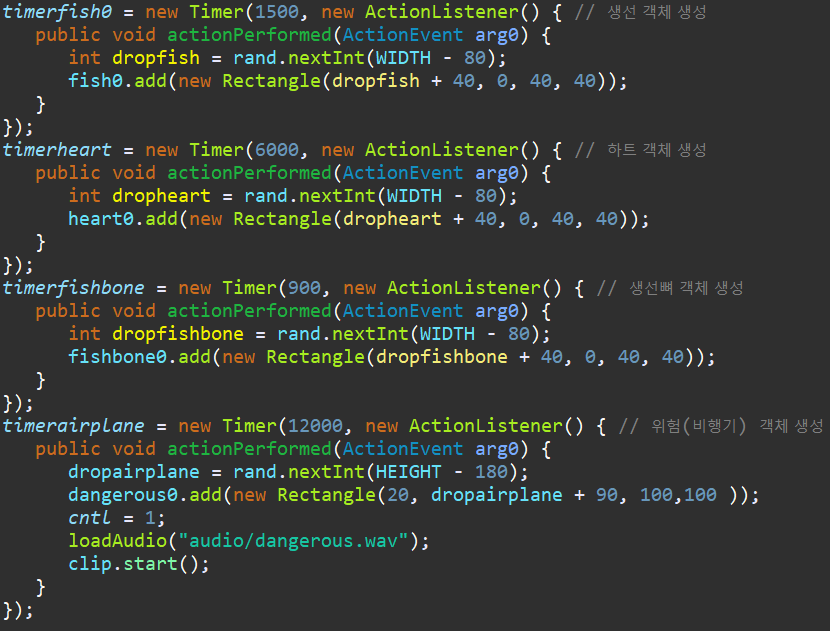 timerfish0 = new Timer(1500, new ActionListener() { // 생선 객체 생성
public void actionPerformed(ActionEvent arg0) {
int dropfish = rand.nextInt(WIDTH - 80);
fish0.add(new Rectangle(dropfish + 40, 0, 40, 40));
}
});
timerheart = new Timer(6000, new ActionListener() { // 하트 객체 생성
public void actionPerformed(ActionEvent arg0) {
int dropheart = rand.nextInt(WIDTH - 80);
heart0.add(new Rectangle(dropheart + 40, 0, 40, 40));
}
});
timerfishbone = new Timer(900, new ActionListener() { // 생선뼈 객체 생성
public void actionPerformed(ActionEvent arg0) {
int dropfishbone = rand.nextInt(WIDTH - 80);
fishbone0.add(new Rectangle(dropfishbone + 40, 0, 40, 40));
}
});
timerairplane = new Timer(12000, new ActionListener() { // 위험(비행기) 객체 생성
public void actionPerformed(ActionEvent arg0) {
dropairplane = rand.nextInt(HEIGHT - 180);
dangerous0.add(new Rectangle(20, dropairplane + 90, 100,100 ));
cntl = 1;
loadAudio("audio/dangerous.wav");
clip.start();
}
});